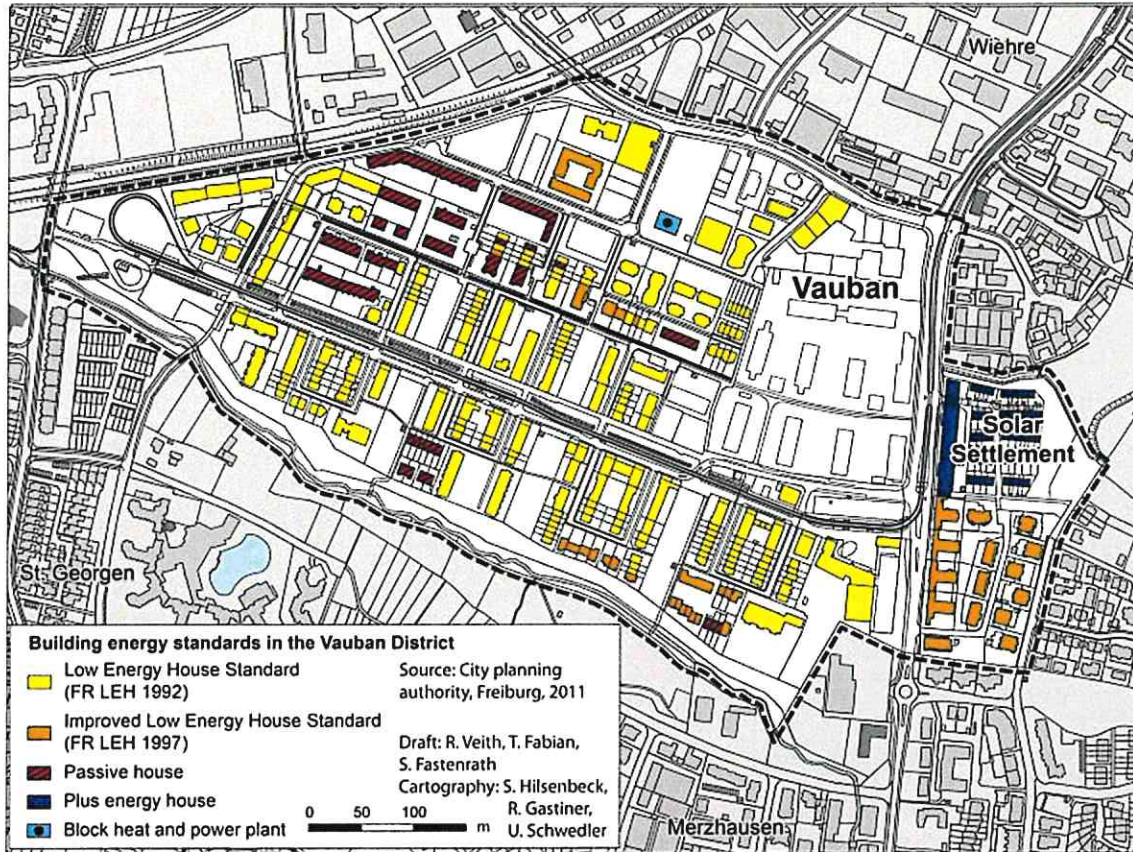 Wiehre
Vauban
Solar
Settlement
St. Georgen
Merzhausen
Building energy standards in the Vauban District
Low Energy House Standard
(FR LEH 1992)
Improved Low Energy House Standard
(FR LEH 1997)
Passive house
Plus energy house
Block heat and power plant
Source: City planning
authority, Freiburg, 2011
Draft: R. Veith, T. Fabian,
S. Fastenrath
Cartography: S. Hilsenbeck,
R. Gastiner,
U. Schwedler
0 50 100 m